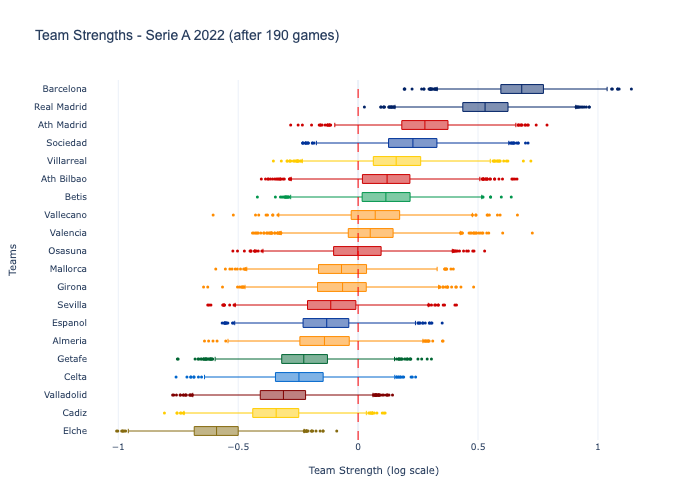 Team Strengths - Serie A 2022 (after 190 games)
Barcelona
Real Madrid
Ath Madrid
Sociedad
Villarreal
Ath Bilbao
Betis
Vallecano
Valencia
Osasuna
Mallorca
Girona
Sevilla
Espanol
Almeria
Getafe
Celta
Valladolid
Cadiz
Elche
Teams
−1 −0.5 0 0.5 1
Team Strength (log scale)